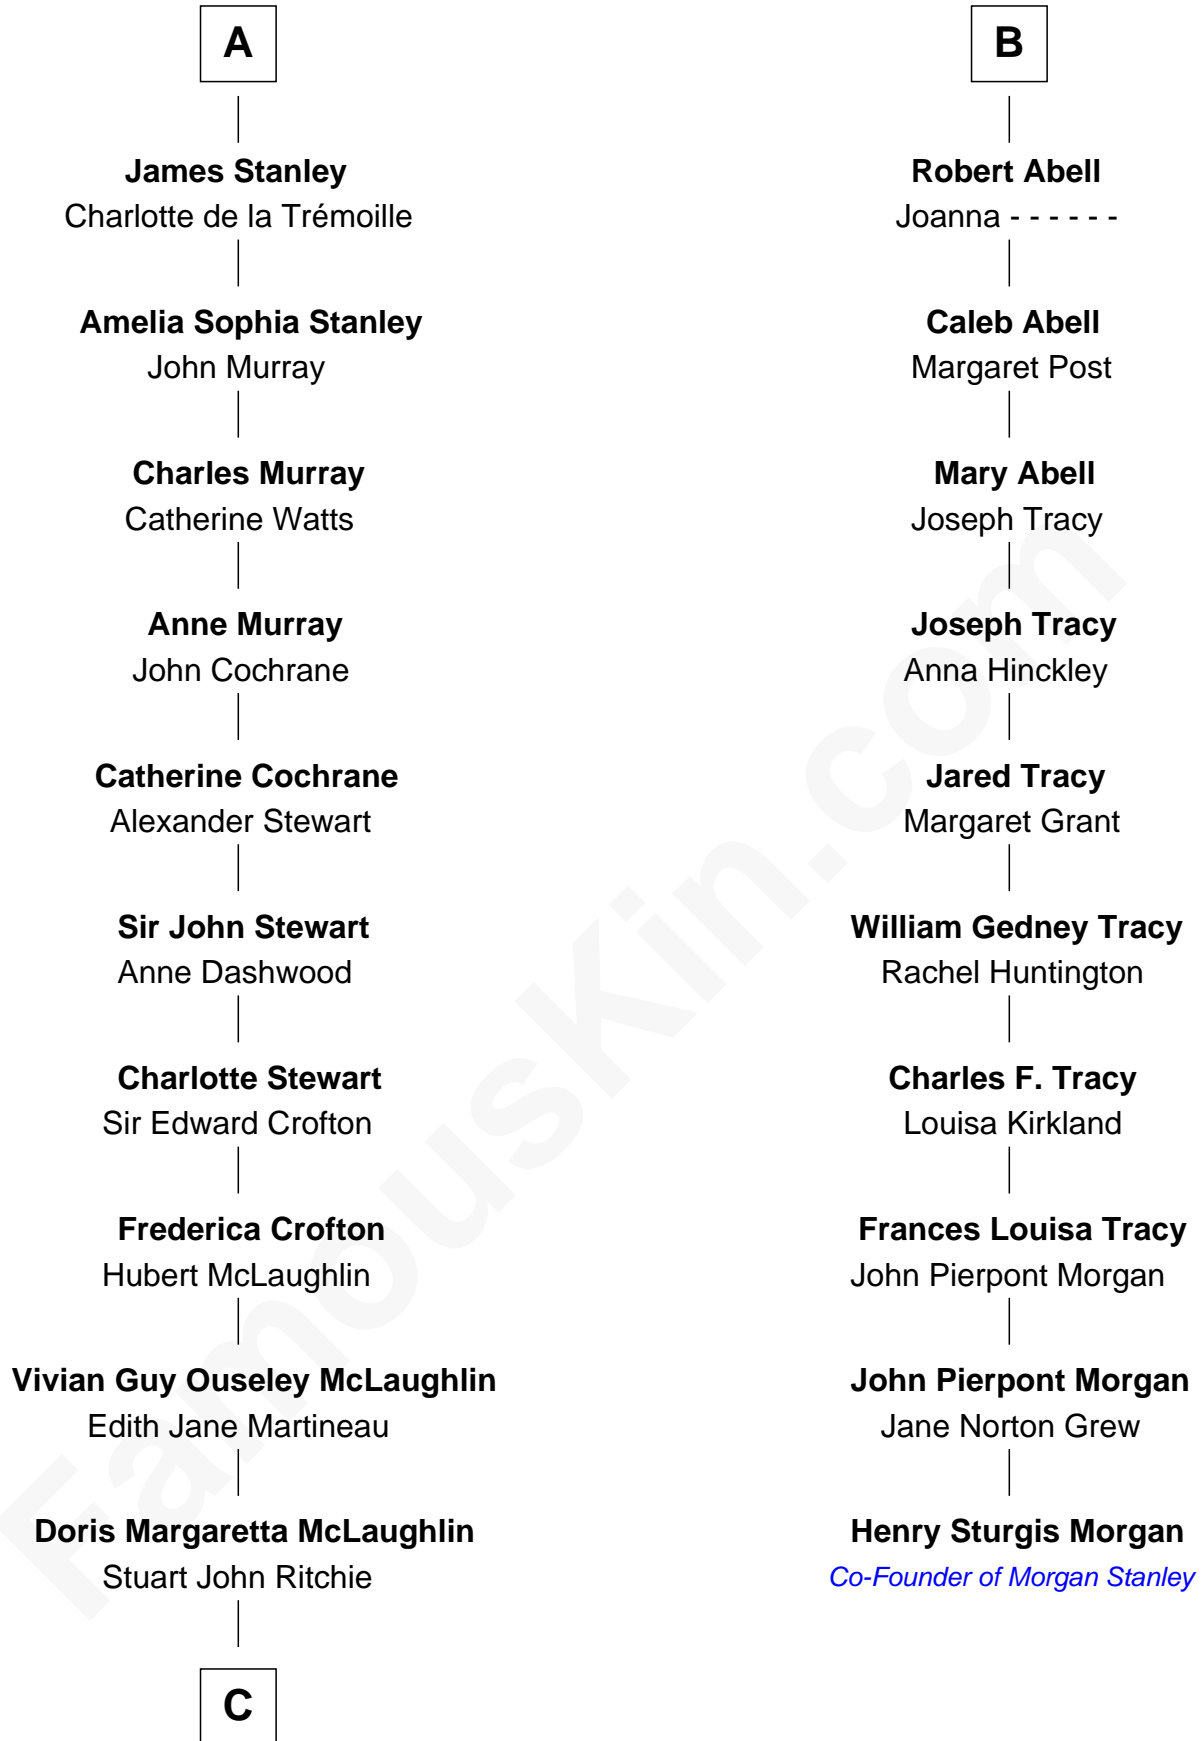 A
James Stanley
Charlotte de la Trémoille
Amelia Sophia Stanley
John Murray
Charles Murray
Catherine Watts
Anne Murray
John Cochrane
Catherine Cochrane
Alexander Stewart
Sir John Stewart
Anne Dashwood
Charlotte Stewart
Sir Edward Crofton
Frederica Crofton
Hubert McLaughlin
Vivian Guy Ouseley McLaughlin
Edith Jane Martineau
Doris Margaretta McLaughlin
Stuart John Ritchie
C
B
Robert Abell
Joanna - - - - - -
Caleb Abell
Margaret Post
Mary Abell
Joseph Tracy
Joseph Tracy
Anna Hinckley
Jared Tracy
Margaret Grant
William Gedney Tracy
Rachel Huntington
Charles F. Tracy
Louisa Kirkland
Frances Louisa Tracy
John Pierpont Morgan
John Pierpont Morgan
Jane Norton Grew
Henry Sturgis Morgan
Co-Founder of Morgan Stanley
FamousKin.com